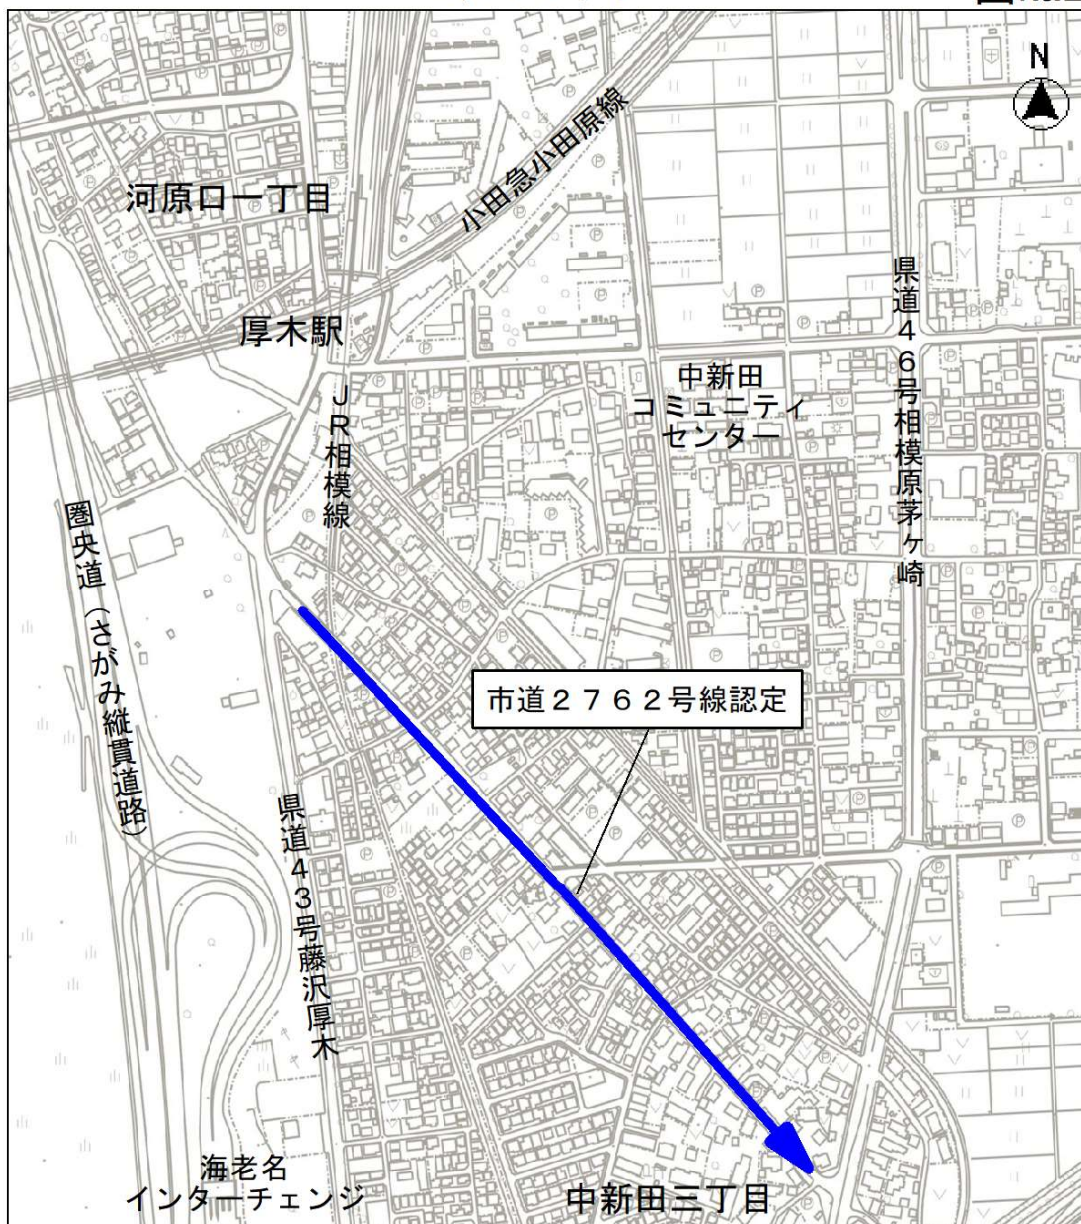 N
河原口一丁目
小田急小田原線
厚木駅
県道46号相模原茅ヶ崎
中新田
コミュニティ
センター
JR相模線
圏央道(さがみ縦貫道路)
市道2762号線認定
県道43号藤沢厚木
海老名
インターチェンジ
中新田三丁目